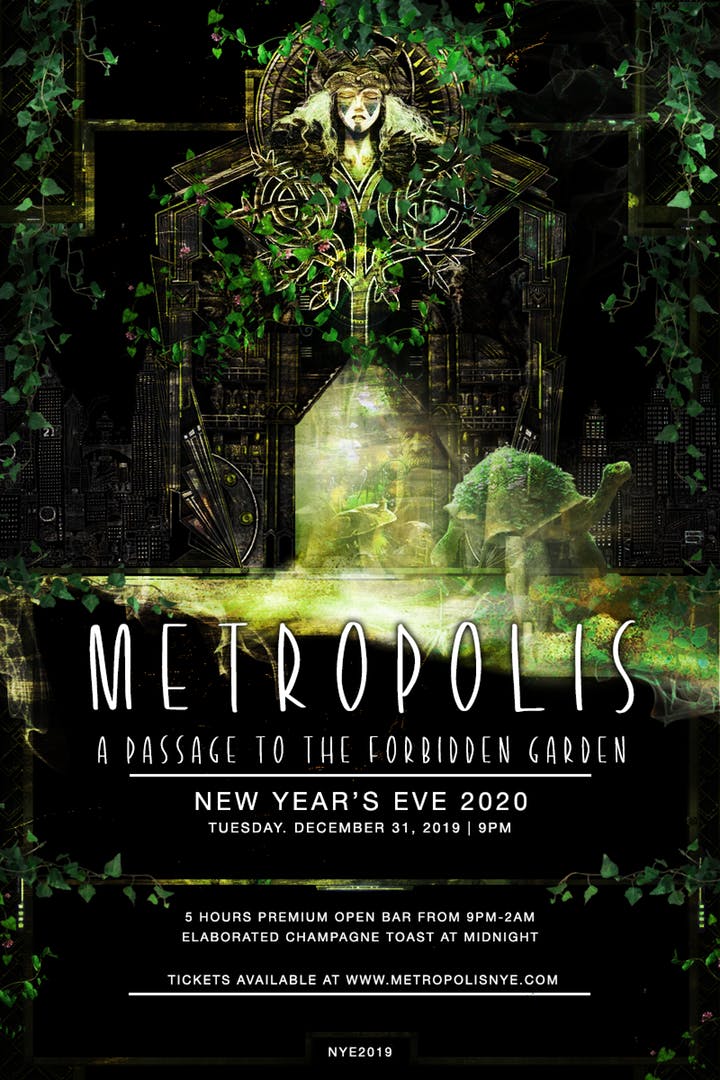 METROPOLIS
A PASSAGE TO THE FORBIDDEN GARDEN
NEW YEAR'S EVE 2020
TUESDAY. DECEMBER 31, 2019 | 9PM
5 HOURS PREMIUM OPEN BAR FROM 9PM-2AM
ELABORATED CHAMPAGNE TOAST AT MIDNIGHT
TICKETS AVAILABLE AT WWW.METROPOLISNYE.COM
NYE2019